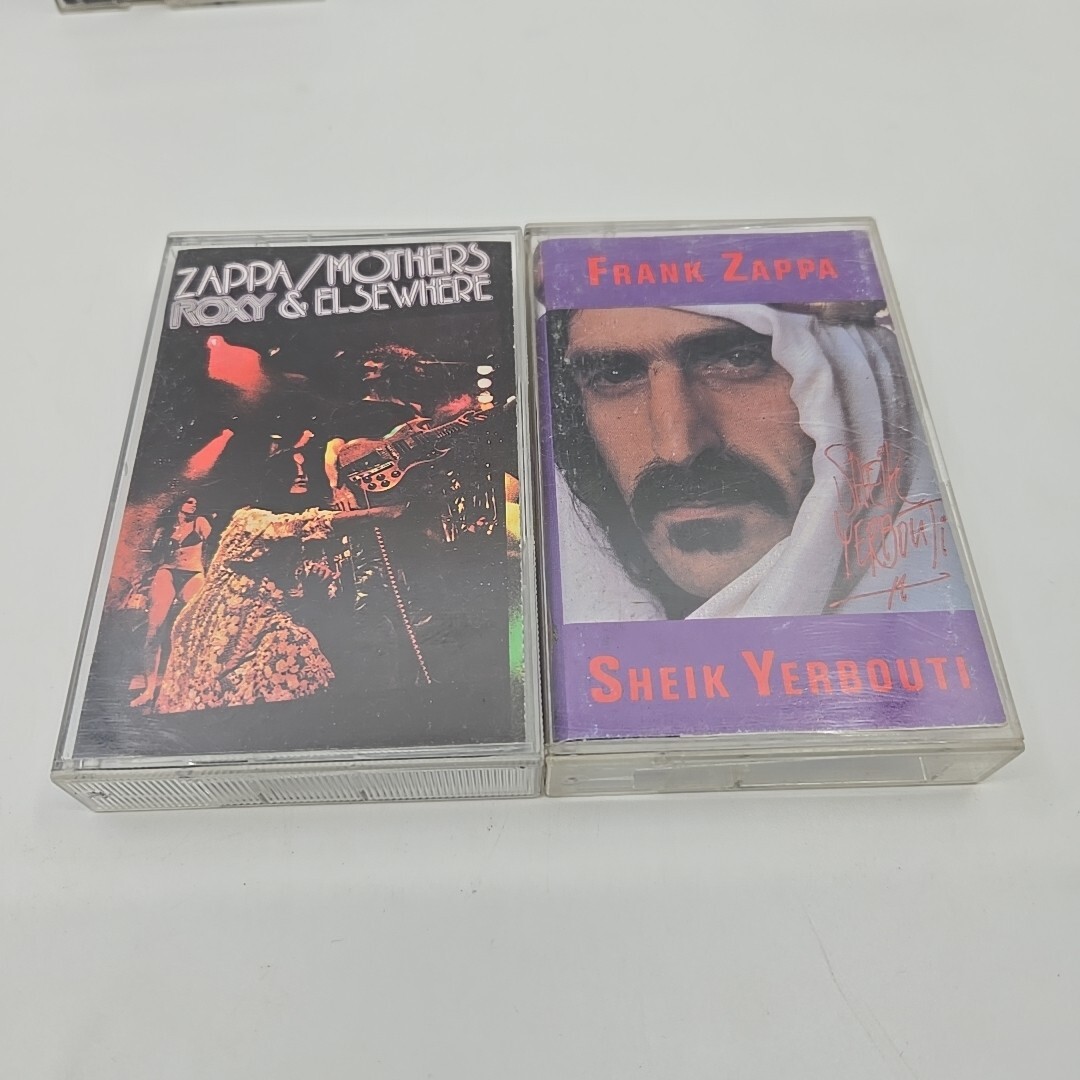 ZAPPA/MOTHERS
ROXY & ELSEWHERE
FRANK ZAPPA
SHEIK
YERBOUTI
SHEIK YERBOUTI